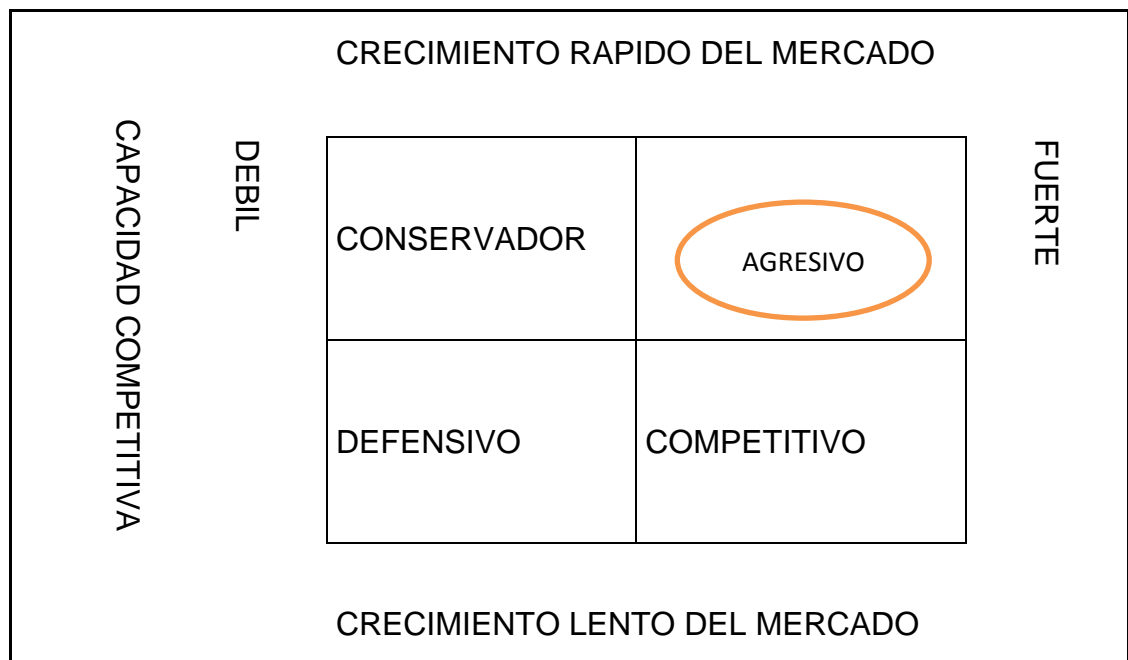 CRECIMIENTO RAPIDO DEL MERCADO
CAPACIDAD COMPETITIVA
DEBIL
FUERTE
CONSERVADOR
AGRESIVO
DEFENSIVO
COMPETITIVO
CRECIMIENTO LENTO DEL MERCADO